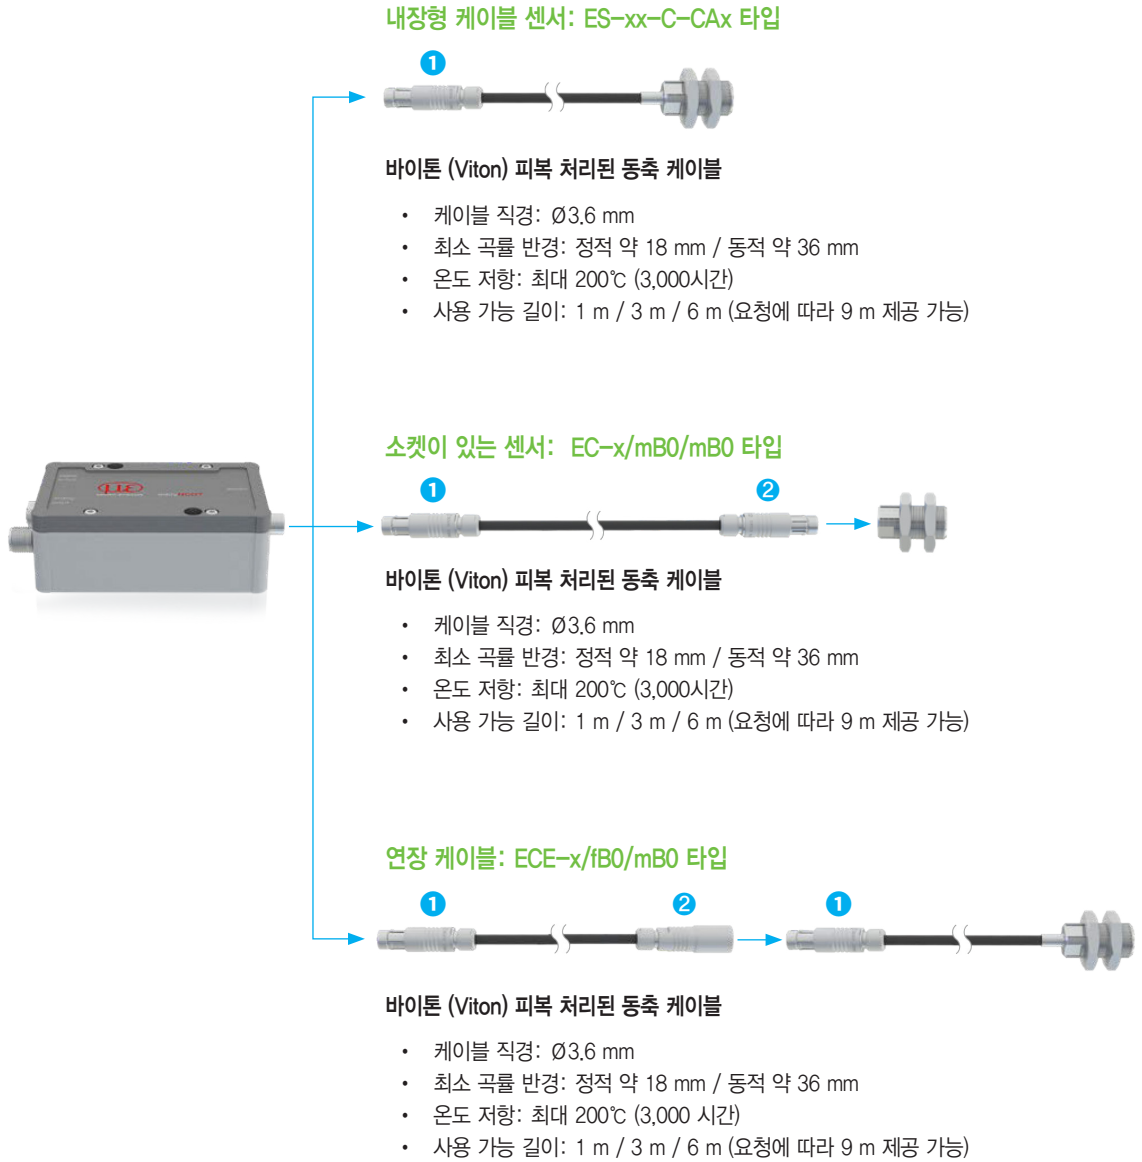 내장형 케이블 센서: ES-xx-C-CAx 타입
❶
바이톤 (Viton) 피복 처리된 동축 케이블
• 케이블 직경: Ø3.6 mm
• 최소 곡률 반경: 정적 약 18 mm / 동적 약 36 mm
• 온도 저항: 최대 200℃ (3,000시간)
• 사용 가능 길이: 1 m / 3 m / 6 m (요청에 따라 9 m 제공 가능)
소켓이 있는 센서: EC-x/mB0/mB0 타입
❶ ❷
바이톤 (Viton) 피복 처리된 동축 케이블
• 케이블 직경: Ø3.6 mm
• 최소 곡률 반경: 정적 약 18 mm / 동적 약 36 mm
• 온도 저항: 최대 200℃ (3,000시간)
• 사용 가능 길이: 1 m / 3 m / 6 m (요청에 따라 9 m 제공 가능)
연장 케이블: ECE-x/fB0/mB0 타입
❶ ❷ ❶
바이톤 (Viton) 피복 처리된 동축 케이블
• 케이블 직경: Ø3.6 mm
• 최소 곡률 반경: 정적 약 18 mm / 동적 약 36 mm
• 온도 저항: 최대 200℃ (3,000 시간)
• 사용 가능 길이: 1 m / 3 m / 6 m (요청에 따라 9 m 제공 가능)